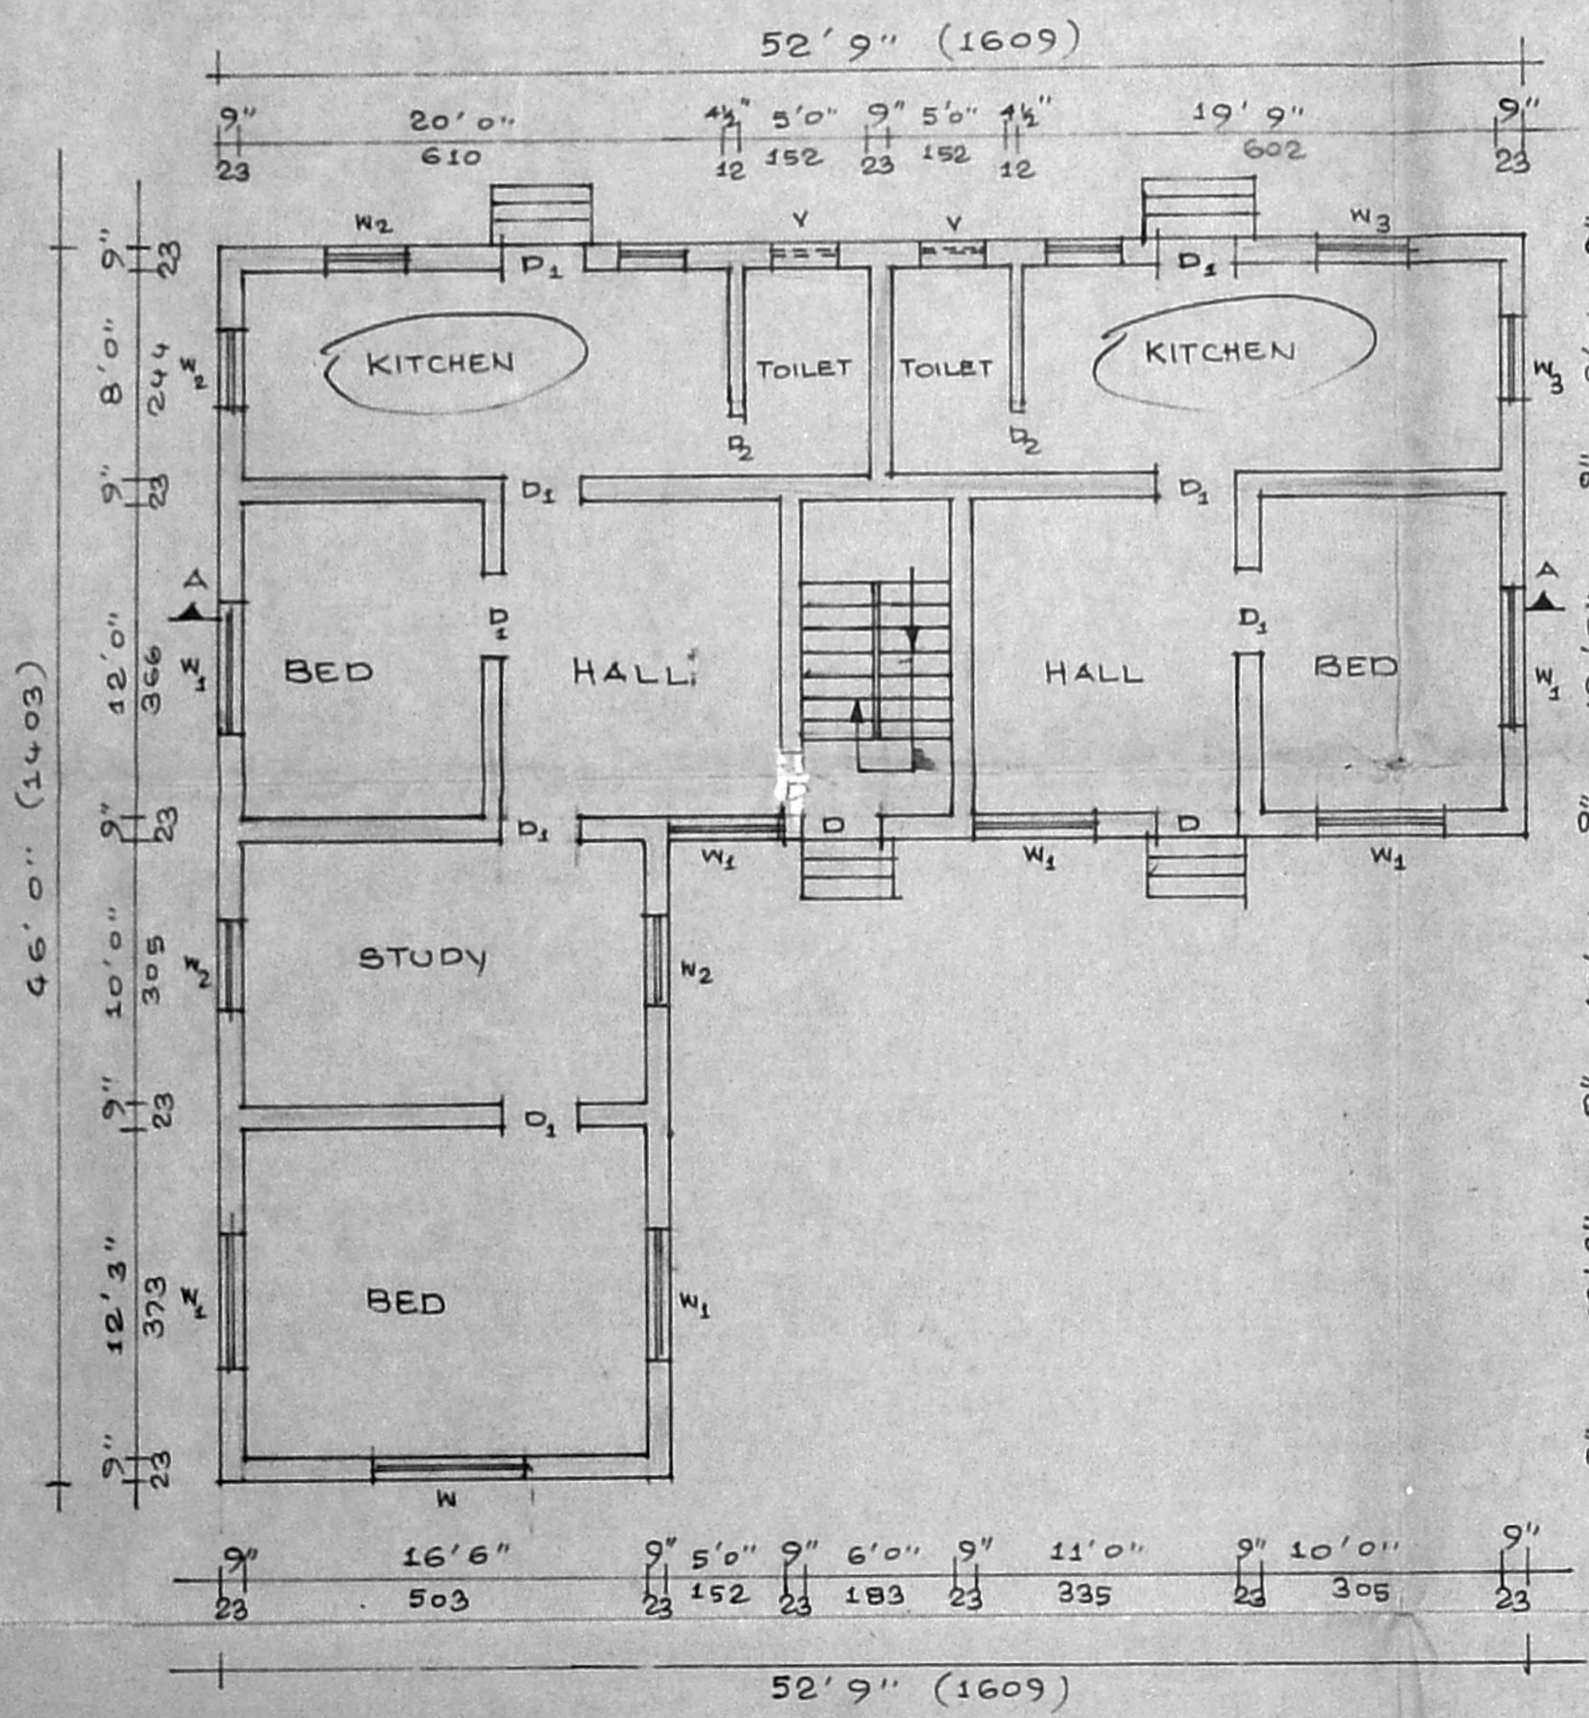 52'9" (1609)
9" 20'0" 4½" 5'0" 9" 5'0" 4½" 19'9" 9"
23 610 12 152 23 152 12 602 23
W2 V V W3
D1 D1
9" 23
8'0" 244
W2 KITCHEN TOILET TOILET KITCHEN W3
D2 D2
9" 23
D1 D1
A A
D1 D1
12'0" 366
W1 BED HALL HALL BED W1
46'0" (1403)
9" 23
D1 D D
W1 W1 W1
10'0" 305
W2 STUDY W2
9" 23
D1
12'3" 373
W1 BED W1
9" 23
W
9" 16'6" 9" 5'0" 9" 6'0" 9" 11'0" 9" 10'0" 9"
23 503 23 152 23 183 23 335 23 305 23
52'9" (1609)